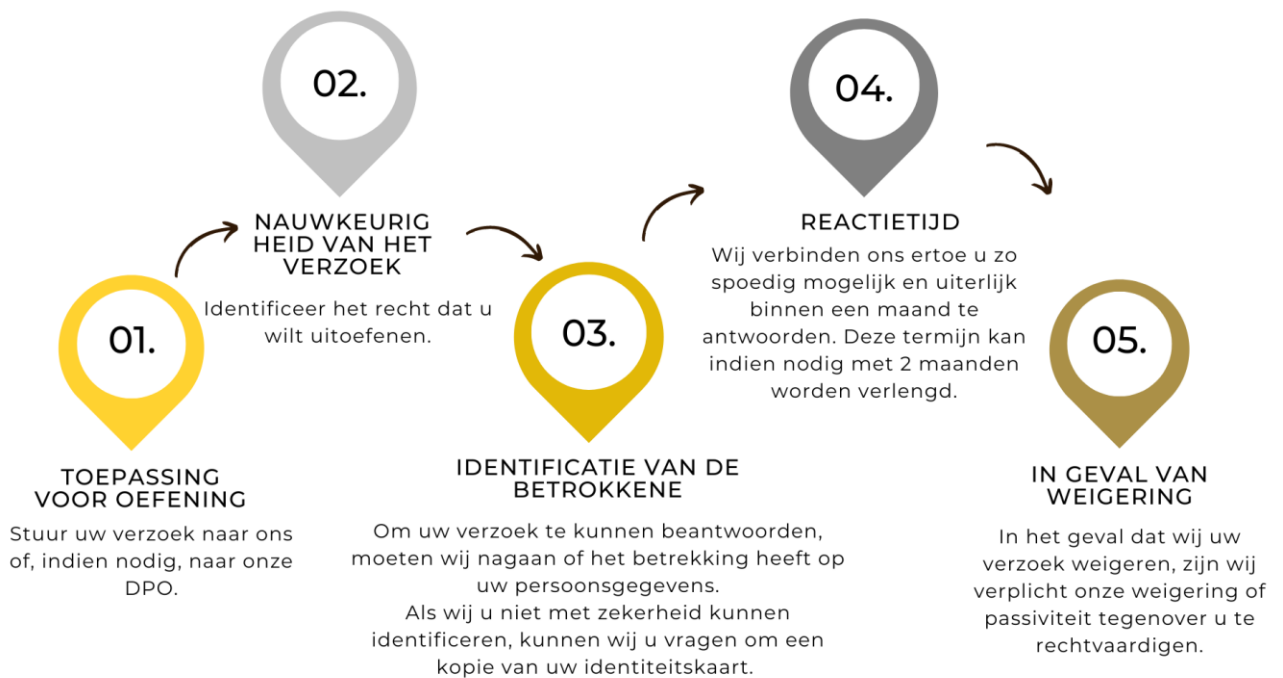 01.
TOEPASSING
VOOR OEFENING
Stuur uw verzoek naar ons
of, indien nodig, naar onze
DPO.
02.
NAUWKEURIG
HEID VAN HET
VERZOEK
Identificeer het recht dat u
wilt uitoefenen.
03.
IDENTIFICATIE VAN DE
BETROKKENE
Om uw verzoek te kunnen beantwoorden,
moeten wij nagaan of het betrekking heeft op
uw persoonsgegevens.
Als wij u niet met zekerheid kunnen
identificeren, kunnen wij u vragen om een
kopie van uw identiteitskaart.
04.
REACTIETIJD
Wij verbinden ons ertoe u zo
spoedig mogelijk en uiterlijk
binnen een maand te
antwoorden. Deze termijn kan
indien nodig met 2 maanden
worden verlengd.
05.
IN GEVAL VAN
WEIGERING
In het geval dat wij uw
verzoek weigeren, zijn wij
verplicht onze weigering of
passiviteit tegenover u te
rechtvaardigen.